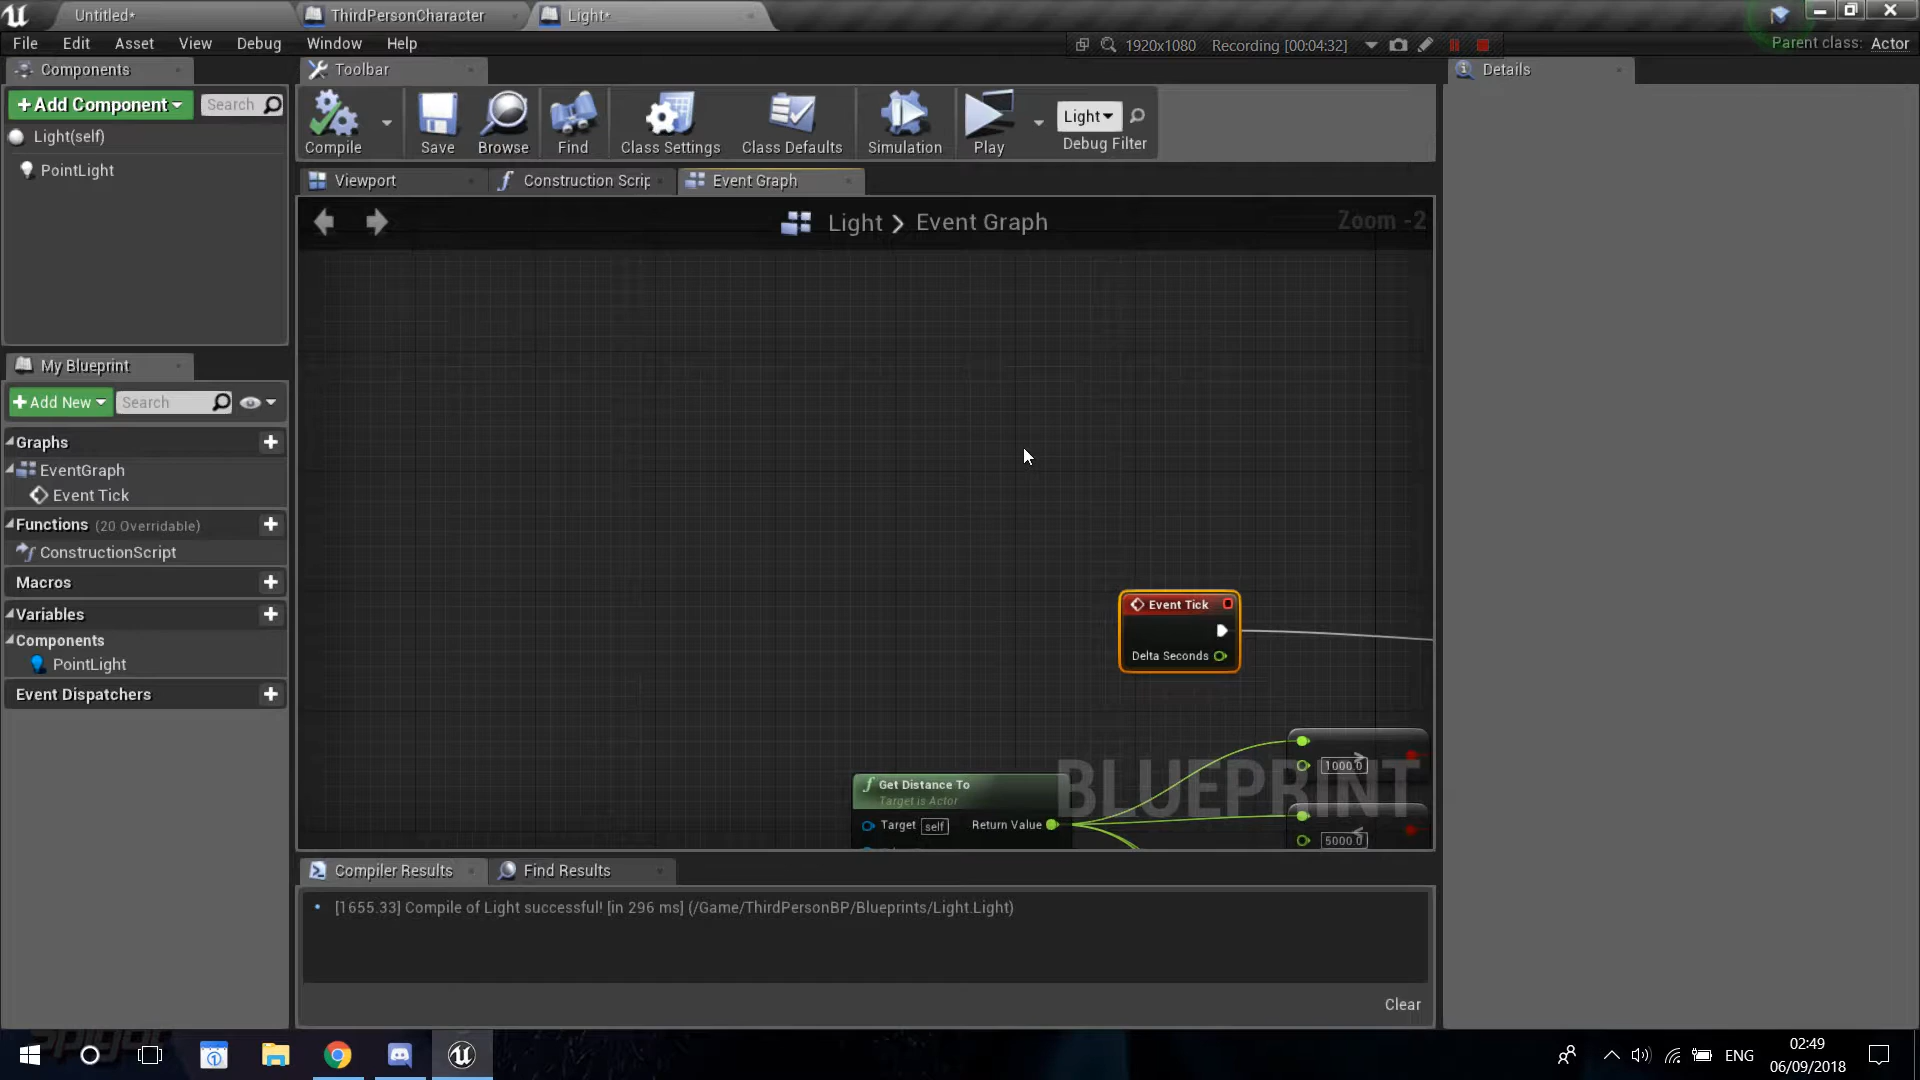 Untitled*
ThirdPersonCharacter
Light*
File Edit Asset View Debug Window Help
1920x1080 Recording [00:04:32]
Parent class: Actor
Components
Toolbar
Details
+Add Component
Search
Light(self)
PointLight
Compile
Save
Browse
Find
Class Settings
Class Defaults
Simulation
Play
Light
Debug Filter
Viewport
Construction Scrip
Event Graph
Light > Event Graph
Zoom -2
My Blueprint
+Add New
Search
Graphs
EventGraph
Event Tick
Functions (20 Overridable)
ConstructionScript
Macros
Variables
Components
PointLight
Event Dispatchers
Event Tick
Delta Seconds
Get Distance To
Target is Actor
Target self Return Value
>
1000.0
<
5000.0
BLUEPRINT
Compiler Results
Find Results
[1655.33] Compile of Light successful! [in 296 ms] (/Game/ThirdPersonBP/Blueprints/Light.Light)
Clear
ENG
02:49
06/09/2018